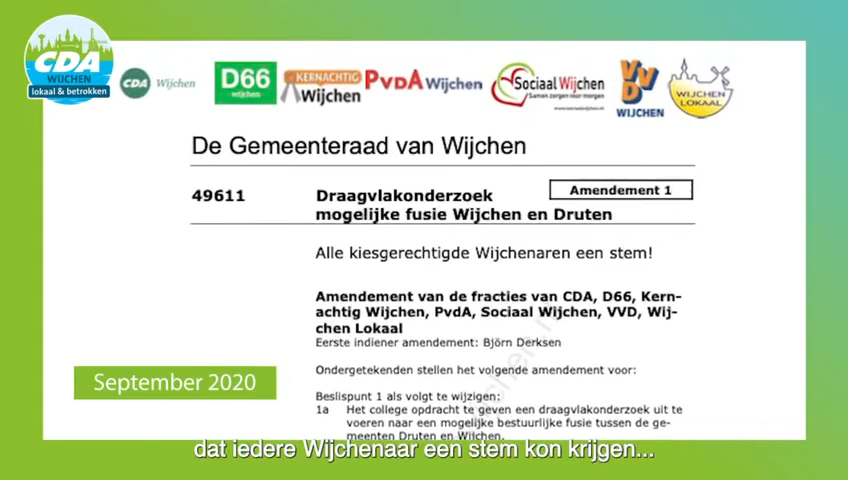 CDA
WIJCHEN
lokaal & betrokken
CDA Wijchen
D66
wijchen
KERNACHTIG
Wijchen
PvdA Wijchen
Sociaal Wijchen
Samen zorgen voor morgen
www.sociaalwijchen.nl
VVD
WIJCHEN
WIJCHEN
LOKAAL
De Gemeenteraad van Wijchen
49611
Draagvlakonderzoek
mogelijke fusie Wijchen en Druten
Amendement 1
Alle kiesgerechtigde Wijchenaren een stem!
Amendement van de fracties van CDA, D66, Kern-
achtig Wijchen, PvdA, Sociaal Wijchen, VVD, Wij-
chen Lokaal
Eerste indiener amendement: Björn Derksen
Ondergetekenden stellen het volgende amendement voor:
Beslispunt 1 als volgt te wijzigen:
1a Het college opdracht te geven een draagvlakonderzoek uit te
voeren naar een mogelijke bestuurlijke fusie tussen de ge-
meenten Druten en Wijchen.
September 2020
dat iedere Wijchenaar een stem kon krijgen...